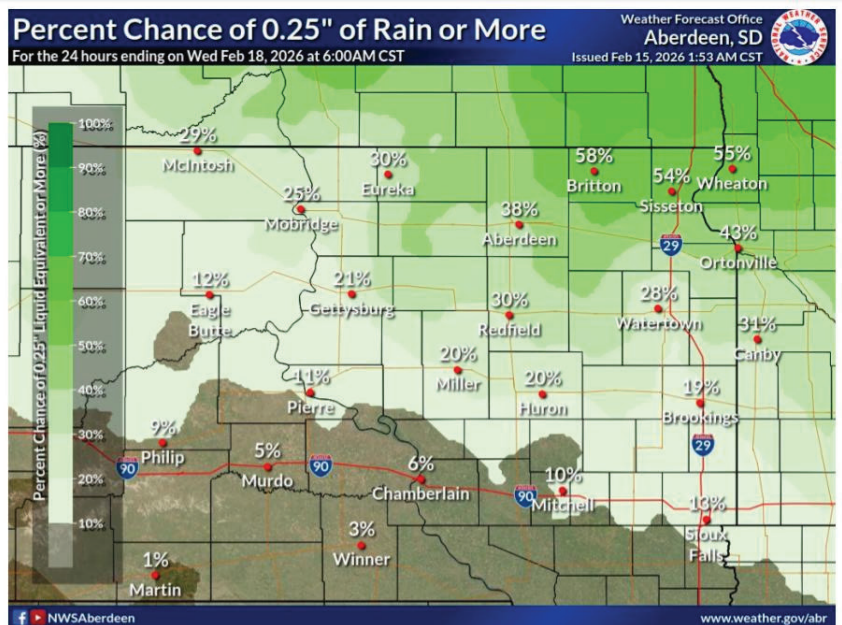 Percent Chance of 0.25" of Rain or More
For the 24 hours ending on Wed Feb 18, 2026 at 6:00AM CST
Weather Forecast Office
Aberdeen, SD
Issued Feb 15, 2026 1:53 AM CST
NATIONAL WEATHER SERVICE
Percent Chance of 0.25" Liquid Equivalent or More (%)
100%
90%
80%
70%
60%
50%
40%
30%
20%
10%
29%
McIntosh
30%
Eureka
58%
Britton
54%
Sisseton
55%
Wheaton
25%
Mobridge
38%
Aberdeen
43%
Ortonville
29
12%
Eagle
Butte
21%
Gettysburg
30%
Redfield
28%
Watertown
31%
Canby
20%
Miller
11%
Pierre
20%
Huron
19%
Brookings
29
9%
Philip
90
5%
Murdo
90
6%
Chamberlain
90
10%
Mitchell
13%
Sioux
Falls
3%
Winner
1%
Martin
NWSAberdeen
www.weather.gov/abr